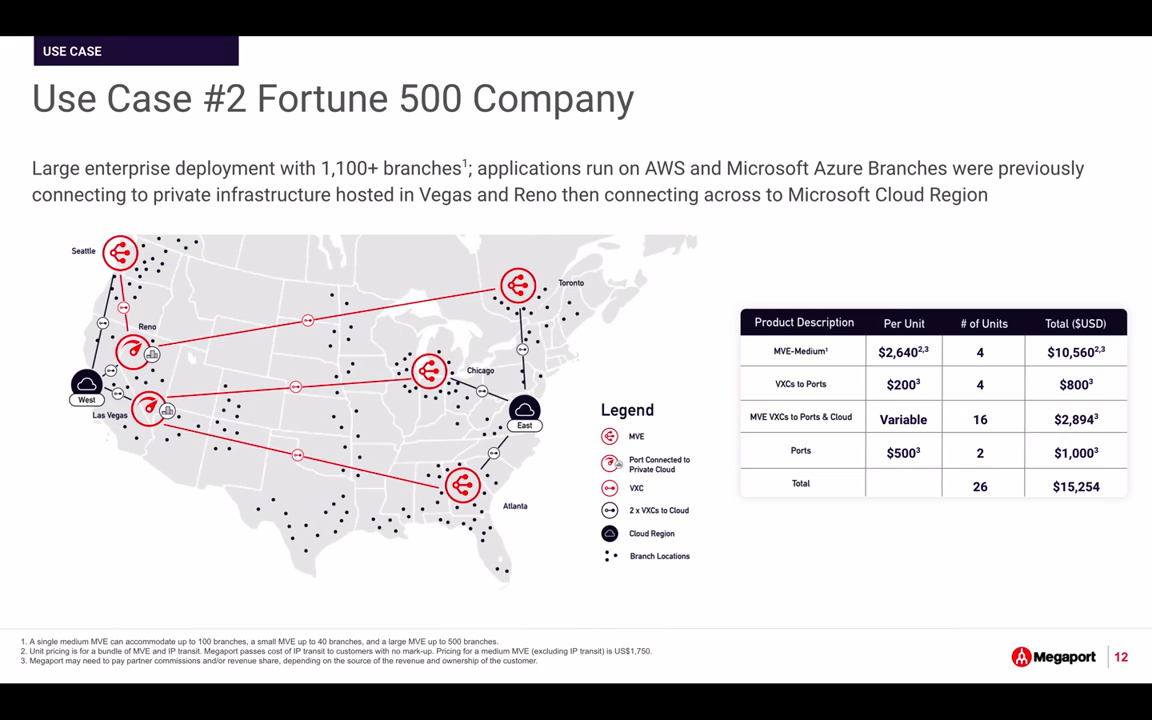 USE CASE
Use Case #2 Fortune 500 Company
Large enterprise deployment with 1,100+ branches¹; applications run on AWS and Microsoft Azure Branches were previously
connecting to private infrastructure hosted in Vegas and Reno then connecting across to Microsoft Cloud Region
Seattle
Toronto
Reno
Chicago
West
Las Vegas
East
Atlanta
Legend
MVE
Port Connected to
Private Cloud
VXC
2 x VXCs to Cloud
Cloud Region
Branch Locations
Product Description Per Unit # of Units Total ($USD)
MVE-Medium¹ $2,640²,³ 4 $10,560²,³
VXCs to Ports $200³ 4 $800³
MVE VXCs to Ports & Cloud Variable 16 $2,894³
Ports $500³ 2 $1,000³
Total 26 $15,254
1. A single medium MVE can accommodate up to 100 branches, a small MVE up to 40 branches, and a large MVE up to 500 branches.
2. Unit pricing is for a bundle of MVE and IP transit. Megaport passes cost of IP transit to customers with no mark-up. Pricing for a medium MVE (excluding IP transit) is US$1,750.
3. Megaport may need to pay partner commissions and/or revenue share, depending on the source of the revenue and ownership of the customer.
Megaport 12